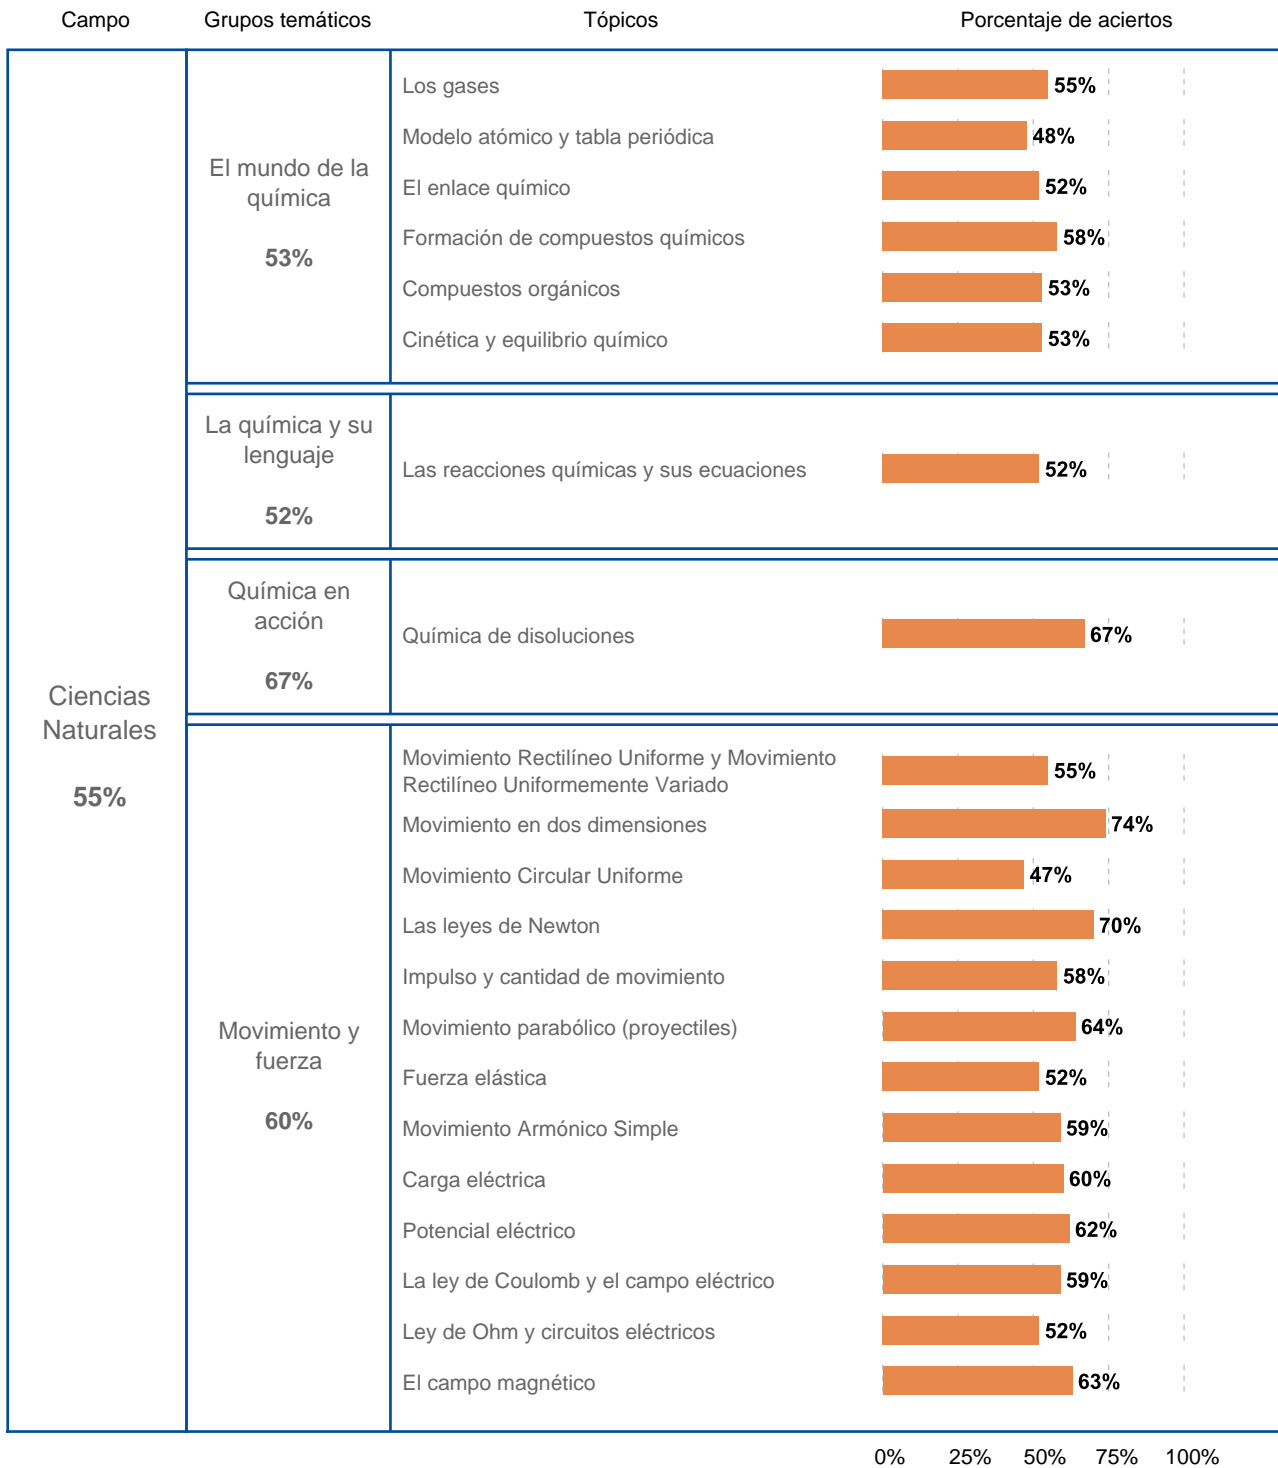 Campo Grupos temáticos Tópicos Porcentaje de aciertos
Ciencias
Naturales
55%
El mundo de la
química
53%
Los gases 55%
Modelo atómico y tabla periódica 48%
El enlace químico 52%
Formación de compuestos químicos 58%
Compuestos orgánicos 53%
Cinética y equilibrio químico 53%
La química y su
lenguaje
52%
Las reacciones químicas y sus ecuaciones 52%
Química en
acción
67%
Química de disoluciones 67%
Movimiento y
fuerza
60%
Movimiento Rectilíneo Uniforme y Movimiento
Rectilíneo Uniformemente Variado 55%
Movimiento en dos dimensiones 74%
Movimiento Circular Uniforme 47%
Las leyes de Newton 70%
Impulso y cantidad de movimiento 58%
Movimiento parabólico (proyectiles) 64%
Fuerza elástica 52%
Movimiento Armónico Simple 59%
Carga eléctrica 60%
Potencial eléctrico 62%
La ley de Coulomb y el campo eléctrico 59%
Ley de Ohm y circuitos eléctricos 52%
El campo magnético 63%
0% 25% 50% 75% 100%